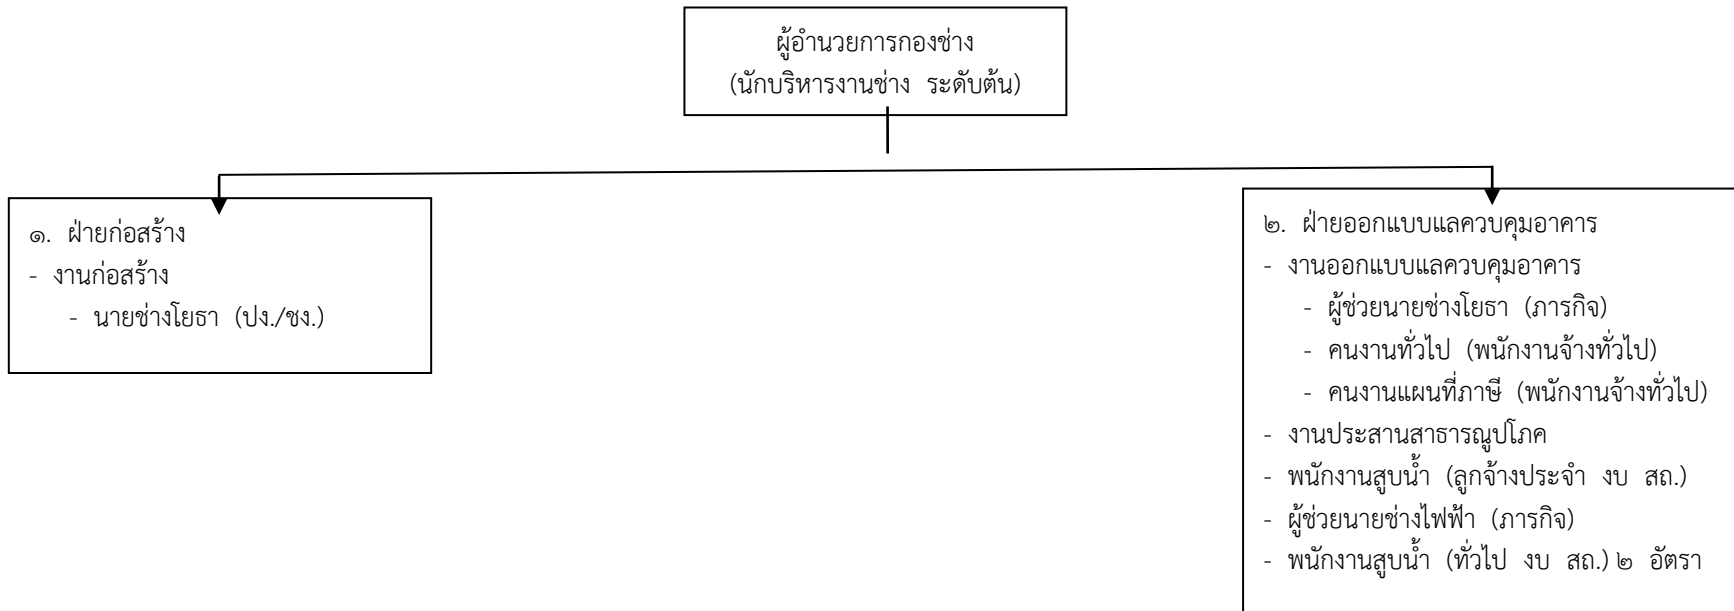 ผู้อำนวยการกองช่าง
(นักบริหารงานช่าง ระดับต้น)
๑. ฝ่ายก่อสร้าง
- งานก่อสร้าง
- นายช่างโยธา (ปง./ชง.)
๒. ฝ่ายออกแบบแลควบคุมอาคาร
- งานออกแบบแลควบคุมอาคาร
- ผู้ช่วยนายช่างโยธา (ภารกิจ)
- คนงานทั่วไป (พนักงานจ้างทั่วไป)
- คนงานแผนที่ภาษี (พนักงานจ้างทั่วไป)
- งานประสานสาธารณูปโภค
- พนักงานสูบน้ำ (ลูกจ้างประจำ งบ สถ.)
- ผู้ช่วยนายช่างไฟฟ้า (ภารกิจ)
- พนักงานสูบน้ำ (ทั่วไป งบ สถ.) ๒ อัตรา